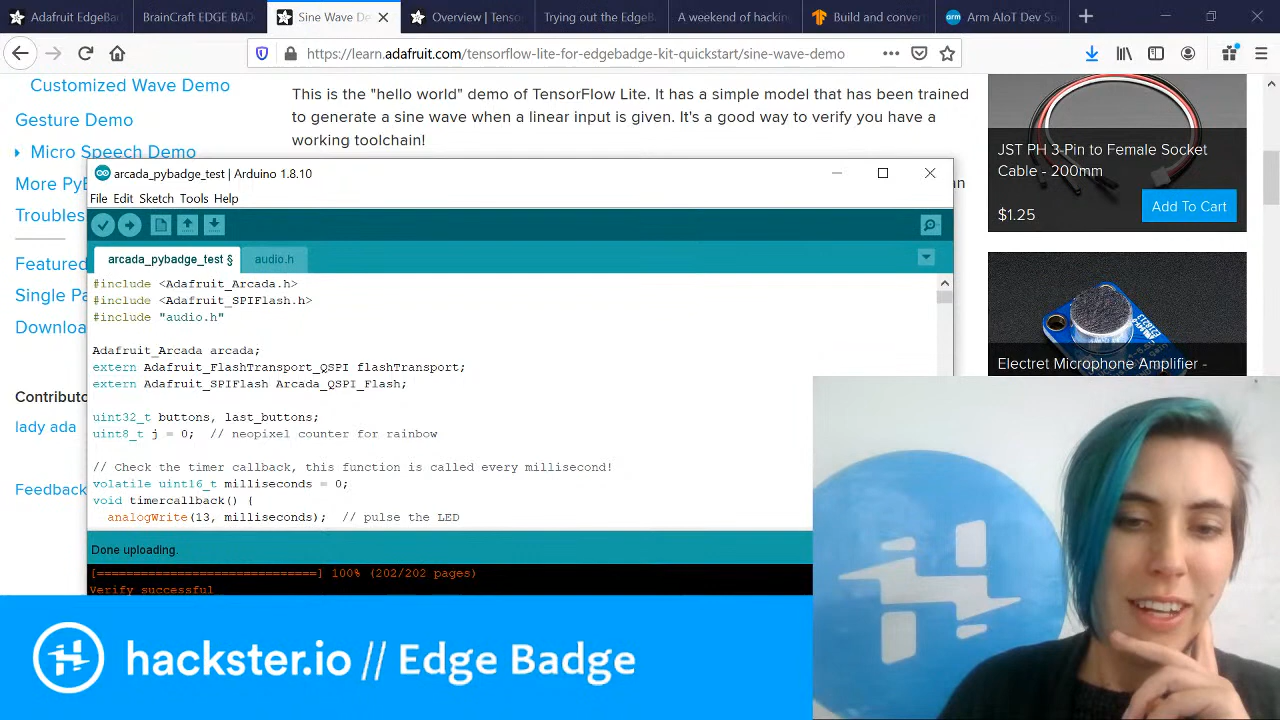 Adafruit EdgeBad
BrainCraft EDGE BAD
Sine Wave De
Overview | Tenso
Trying out the EdgeB
A weekend of hackin
Build and conver
Arm AIoT Dev Su
https://learn.adafruit.com/tensorflow-lite-for-edgebadge-kit-quickstart/sine-wave-demo
Customized Wave Demo
Gesture Demo
Micro Speech Demo
More PyB
Troubles
Featured
Single Pa
Downloa
Contributo
lady ada
Feedback
This is the "hello world" demo of TensorFlow Lite. It has a simple model that has been trained
to generate a sine wave when a linear input is given. It's a good way to verify you have a
working toolchain!
an
arcada_pybadge_test | Arduino 1.8.10
File Edit Sketch Tools Help
arcada_pybadge_test §
audio.h
#include <Adafruit_Arcada.h>
#include <Adafruit_SPIFlash.h>
#include "audio.h"
Adafruit_Arcada arcada;
extern Adafruit_FlashTransport_QSPI flashTransport;
extern Adafruit_SPIFlash Arcada_QSPI_Flash;
uint32_t buttons, last_buttons;
uint8_t j = 0; // neopixel counter for rainbow
// Check the timer callback, this function is called every millisecond!
volatile uint16_t milliseconds = 0;
void timercallback() {
analogWrite(13, milliseconds); // pulse the LED
Done uploading.
[============================] 100% (202/202 pages)
Verify successful
JST PH 3-Pin to Female Socket
Cable - 200mm
$1.25
Add To Cart
Electret Microphone Amplifier -
hackster.io // Edge Badge